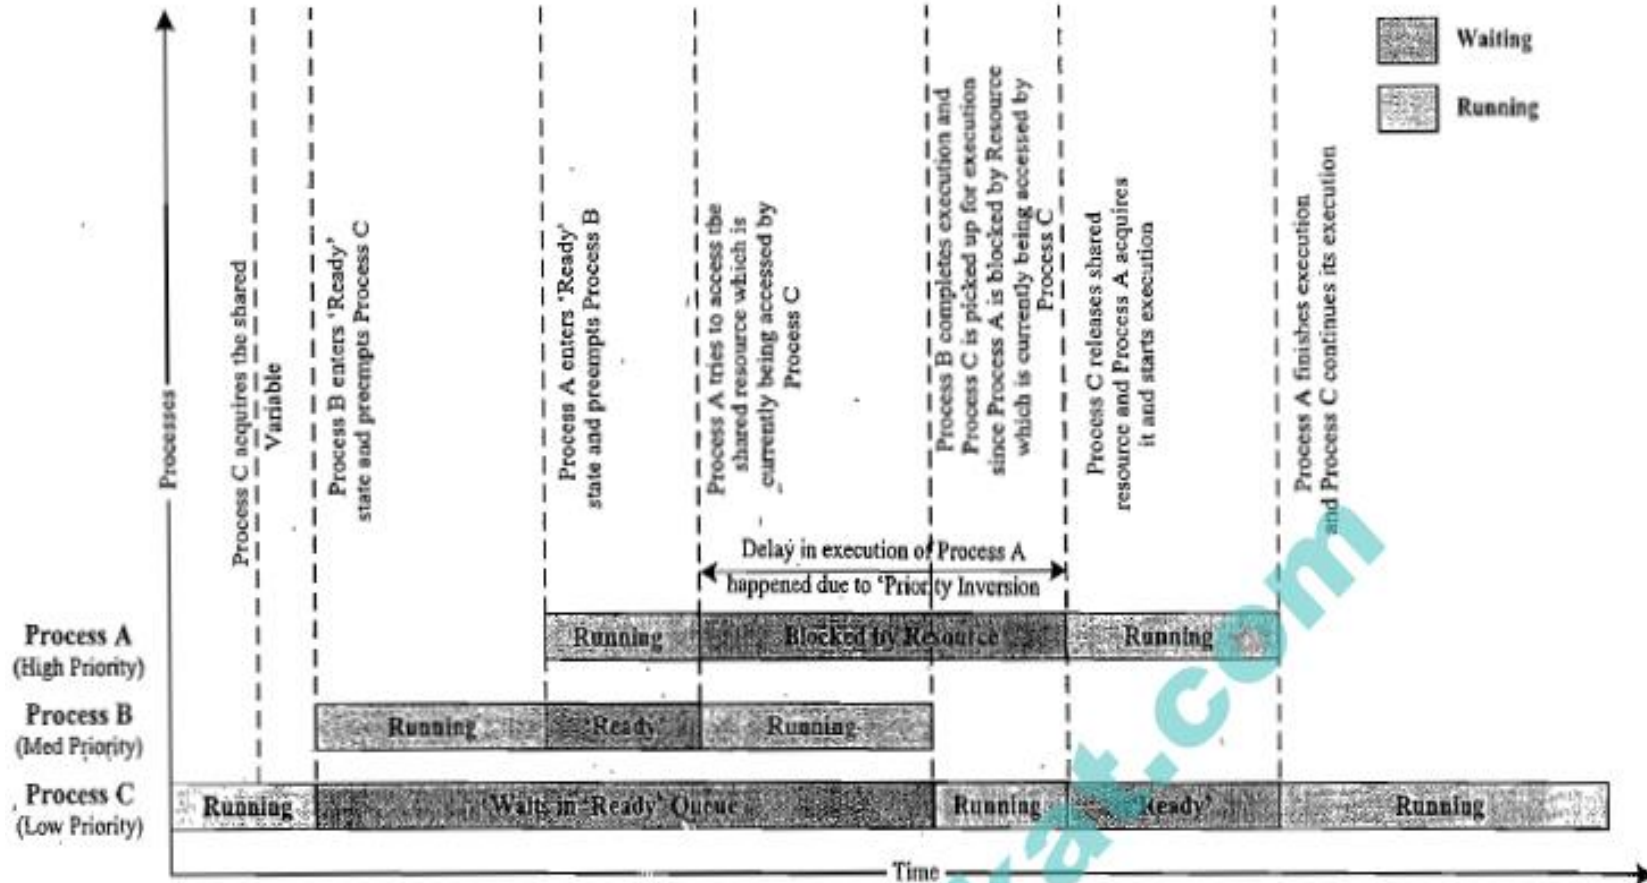 Waiting
Running
Processes
Process C acquires the shared
Variable
Process B enters 'Ready'
state and preempts Process C
Process A enters 'Ready'
state and preempts Process B
Process A tries to access the
shared resource which is
currently being accessed by
Process C
Process B completes execution and
Process C is picked up for execution
since Process A is blocked by Resource
which is currently being accessed by
Process C
Process C releases shared
resource and Process A acquires
it and starts execution
Process A finishes execution
and Process C continues its execution
Delay in execution of Process A
happened due to 'Priority Inversion
Process A
(High Priority)
Running
Blocked by Resource
Running
Process B
(Med Priority)
Running
'Ready'
Running
Process C
(Low Priority)
Running
Waits in 'Ready' Queue
Running
'Ready'
Running
Time
kat.com